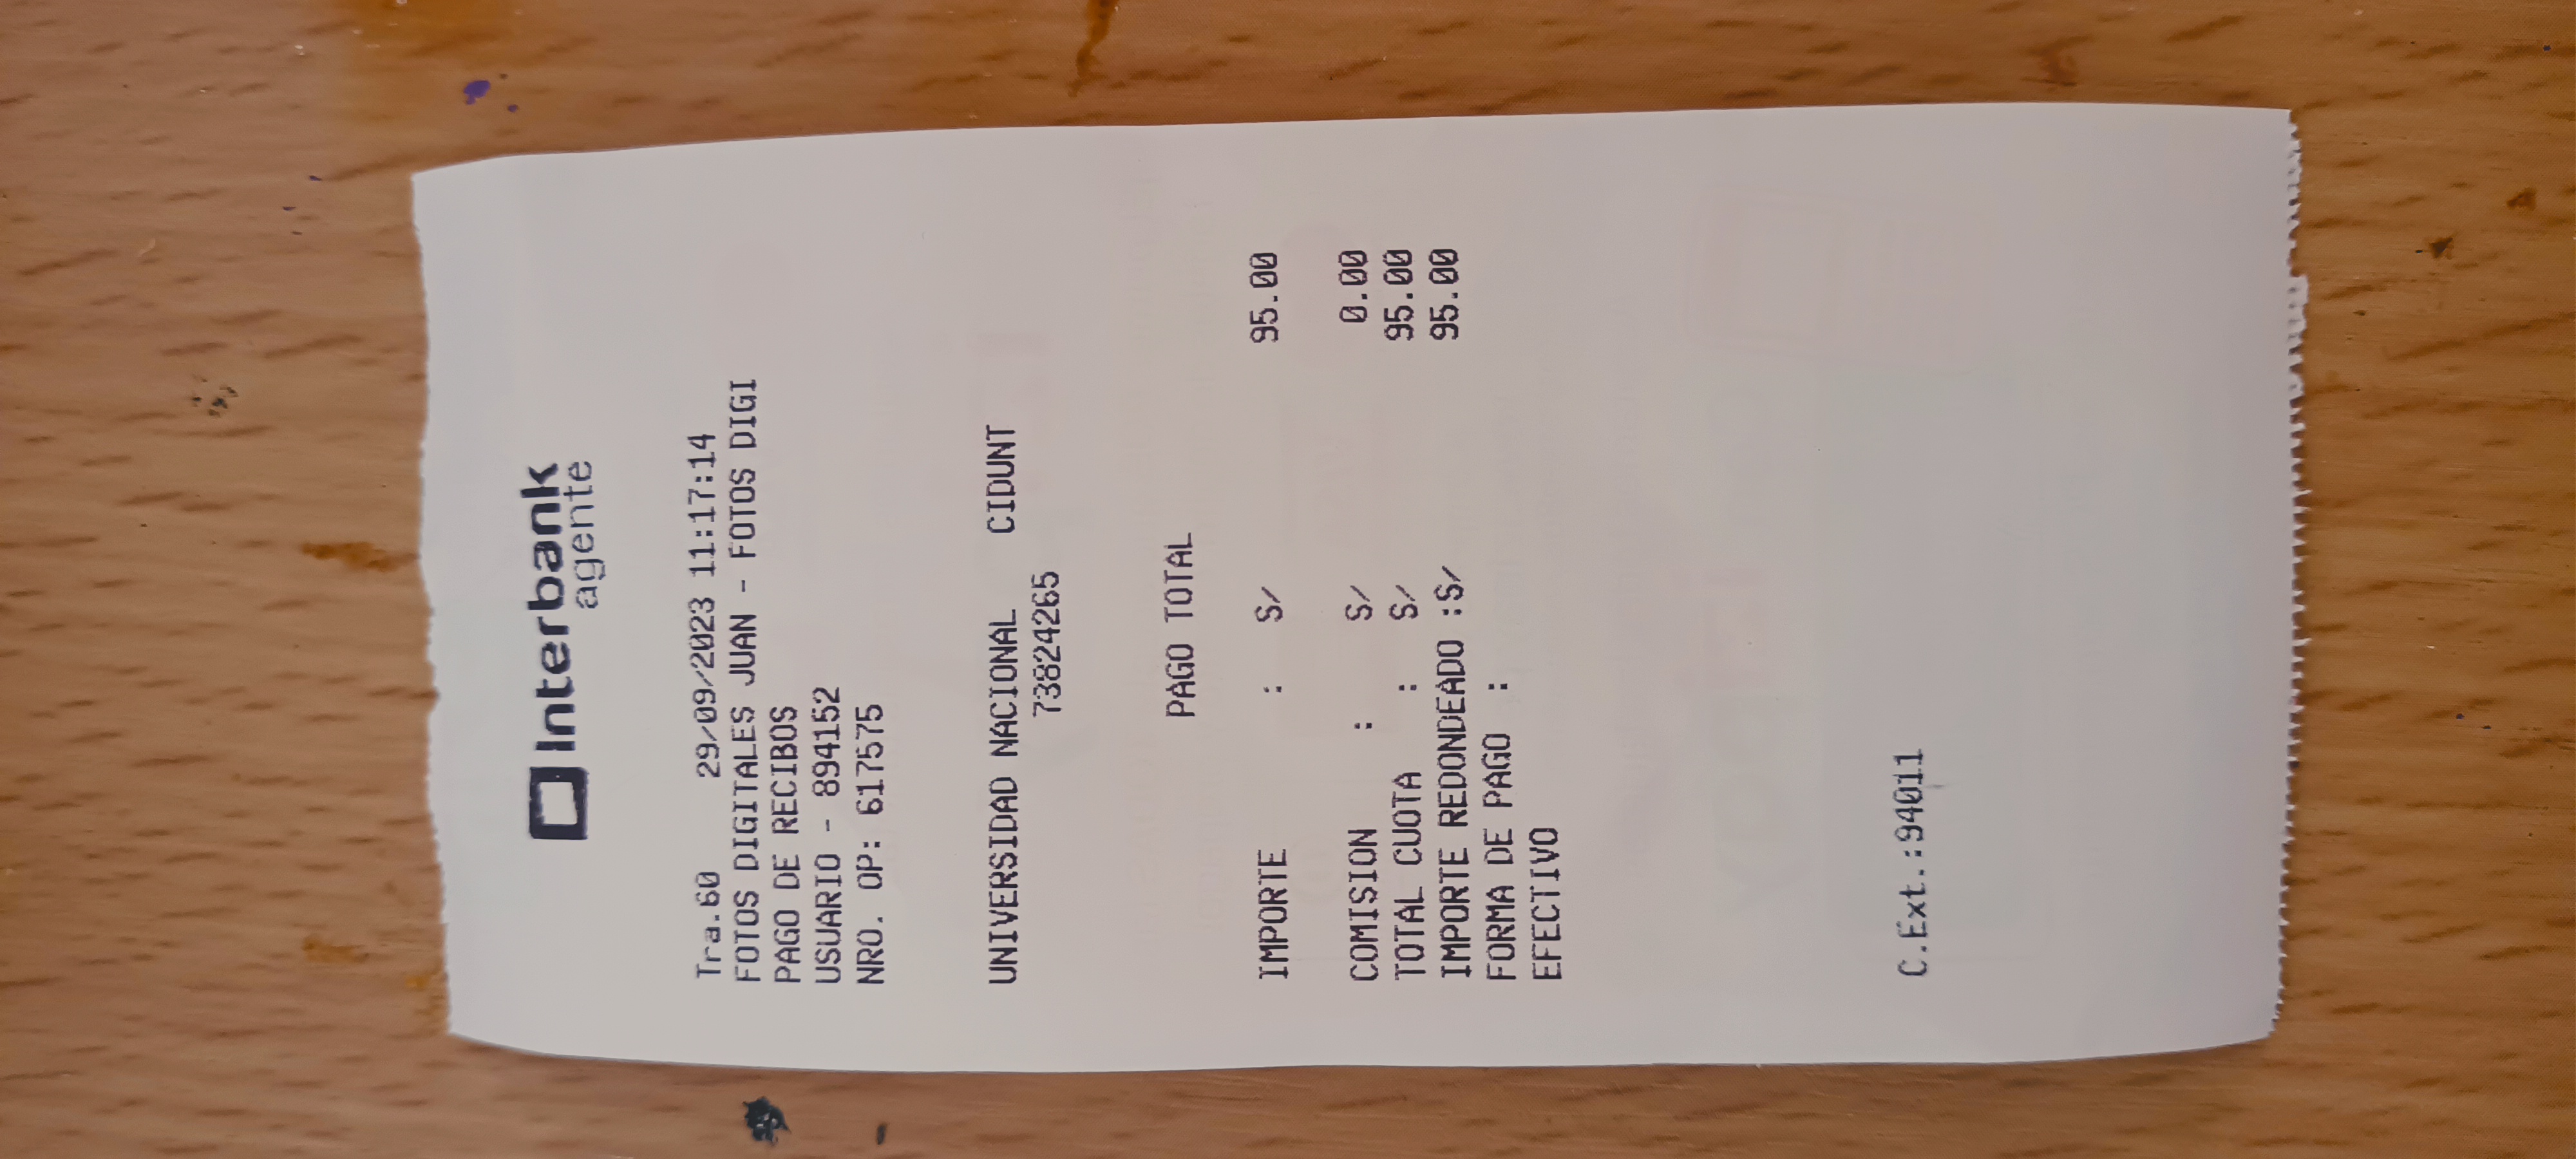 Interbank
agente
Tra.60 29/09/2023 11:17:14
FOTOS DIGITALES JUAN - FOTOS DIGI
PAGO DE RECIBOS
USUARIO - 894152
NRO. OP: 617575
UNIVERSIDAD NACIONAL CIDUNT
73824265
PAGO TOTAL
IMPORTE : S/ 95.00
COMISION : S/ 0.00
TOTAL CUOTA : S/ 95.00
IMPORTE REDONDEADO :S/ 95.00
FORMA DE PAGO :
EFECTIVO
C.Ext.:94011